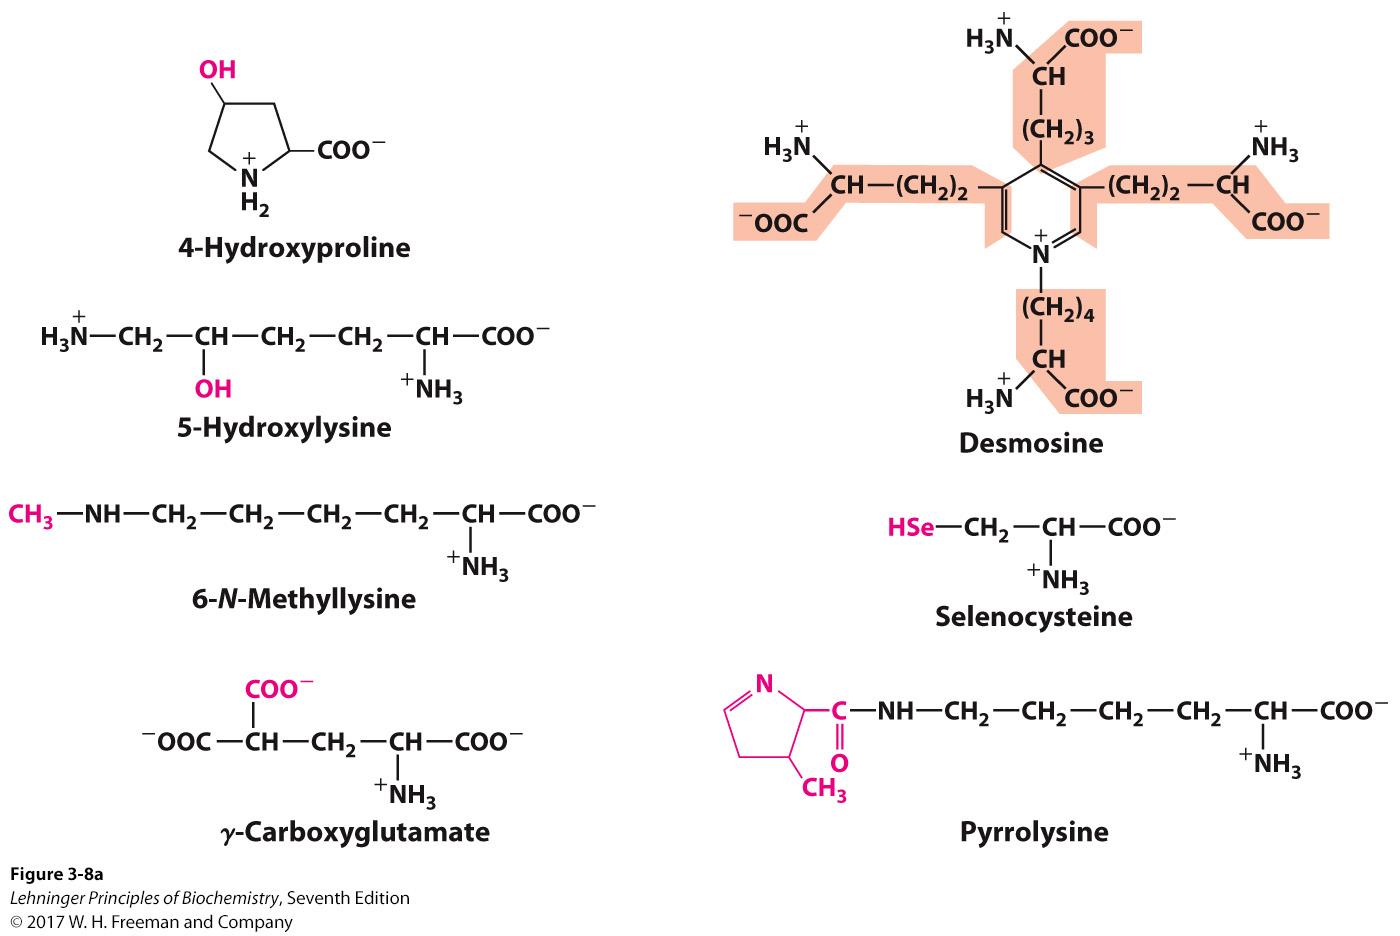 OH
COO⁻
+
N
H₂
4-Hydroxyproline
+
H₃N—CH₂—CH—CH₂—CH₂—CH—COO⁻
OH
⁺NH₃
5-Hydroxylysine
CH₃—NH—CH₂—CH₂—CH₂—CH₂—CH—COO⁻
⁺NH₃
6-N-Methyllysine
COO⁻
⁻OOC—CH—CH₂—CH—COO⁻
⁺NH₃
γ-Carboxyglutamate
+
H₃N COO⁻
CH
(CH₂)₃
+ +
H₃N NH₃
CH—(CH₂)₂ (CH₂)₂—CH
⁻OOC COO⁻
+
N
(CH₂)₄
CH
+
H₃N COO⁻
Desmosine
HSe—CH₂—CH—COO⁻
⁺NH₃
Selenocysteine
N
C—NH—CH₂—CH₂—CH₂—CH₂—CH—COO⁻
O
⁺NH₃
CH₃
Pyrrolysine
Figure 3-8a
Lehninger Principles of Biochemistry, Seventh Edition
© 2017 W. H. Freeman and Company